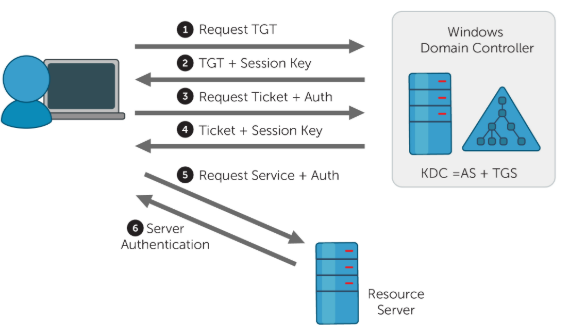 1 Request TGT
2 TGT + Session Key
3 Request Ticket + Auth
4 Ticket + Session Key
5 Request Service + Auth
6 Server
Authentication
Windows
Domain Controller
KDC =AS + TGS
Resource
Server